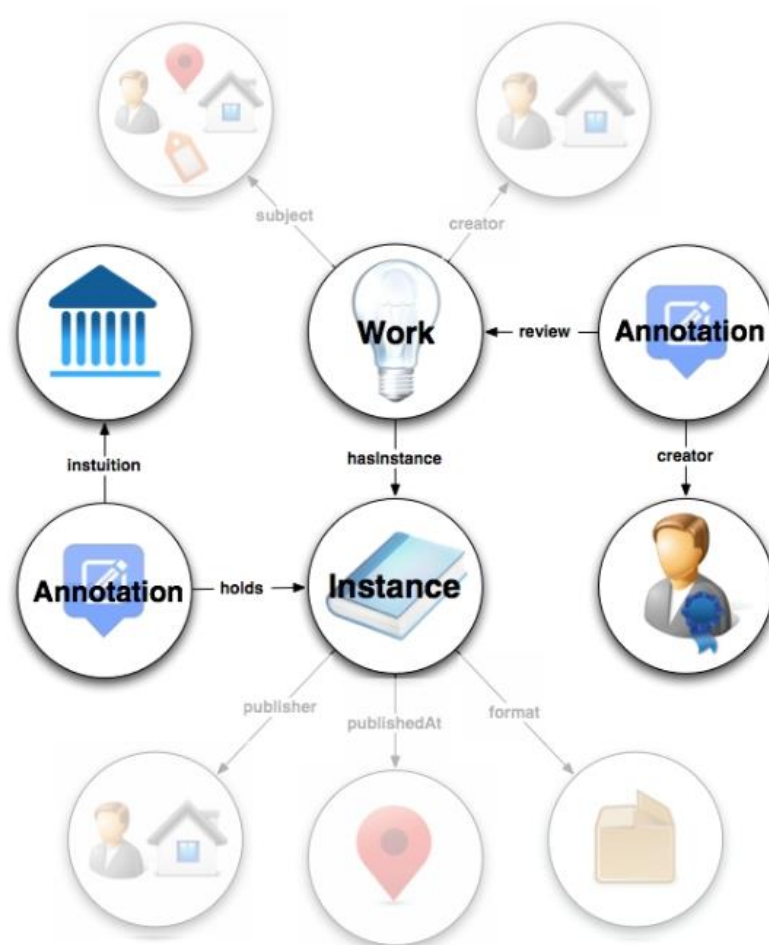 subject
creator
Work
review
Annotation
instuition
hasInstance
creator
Annotation
holds
Instance
publisher
publishedAt
format